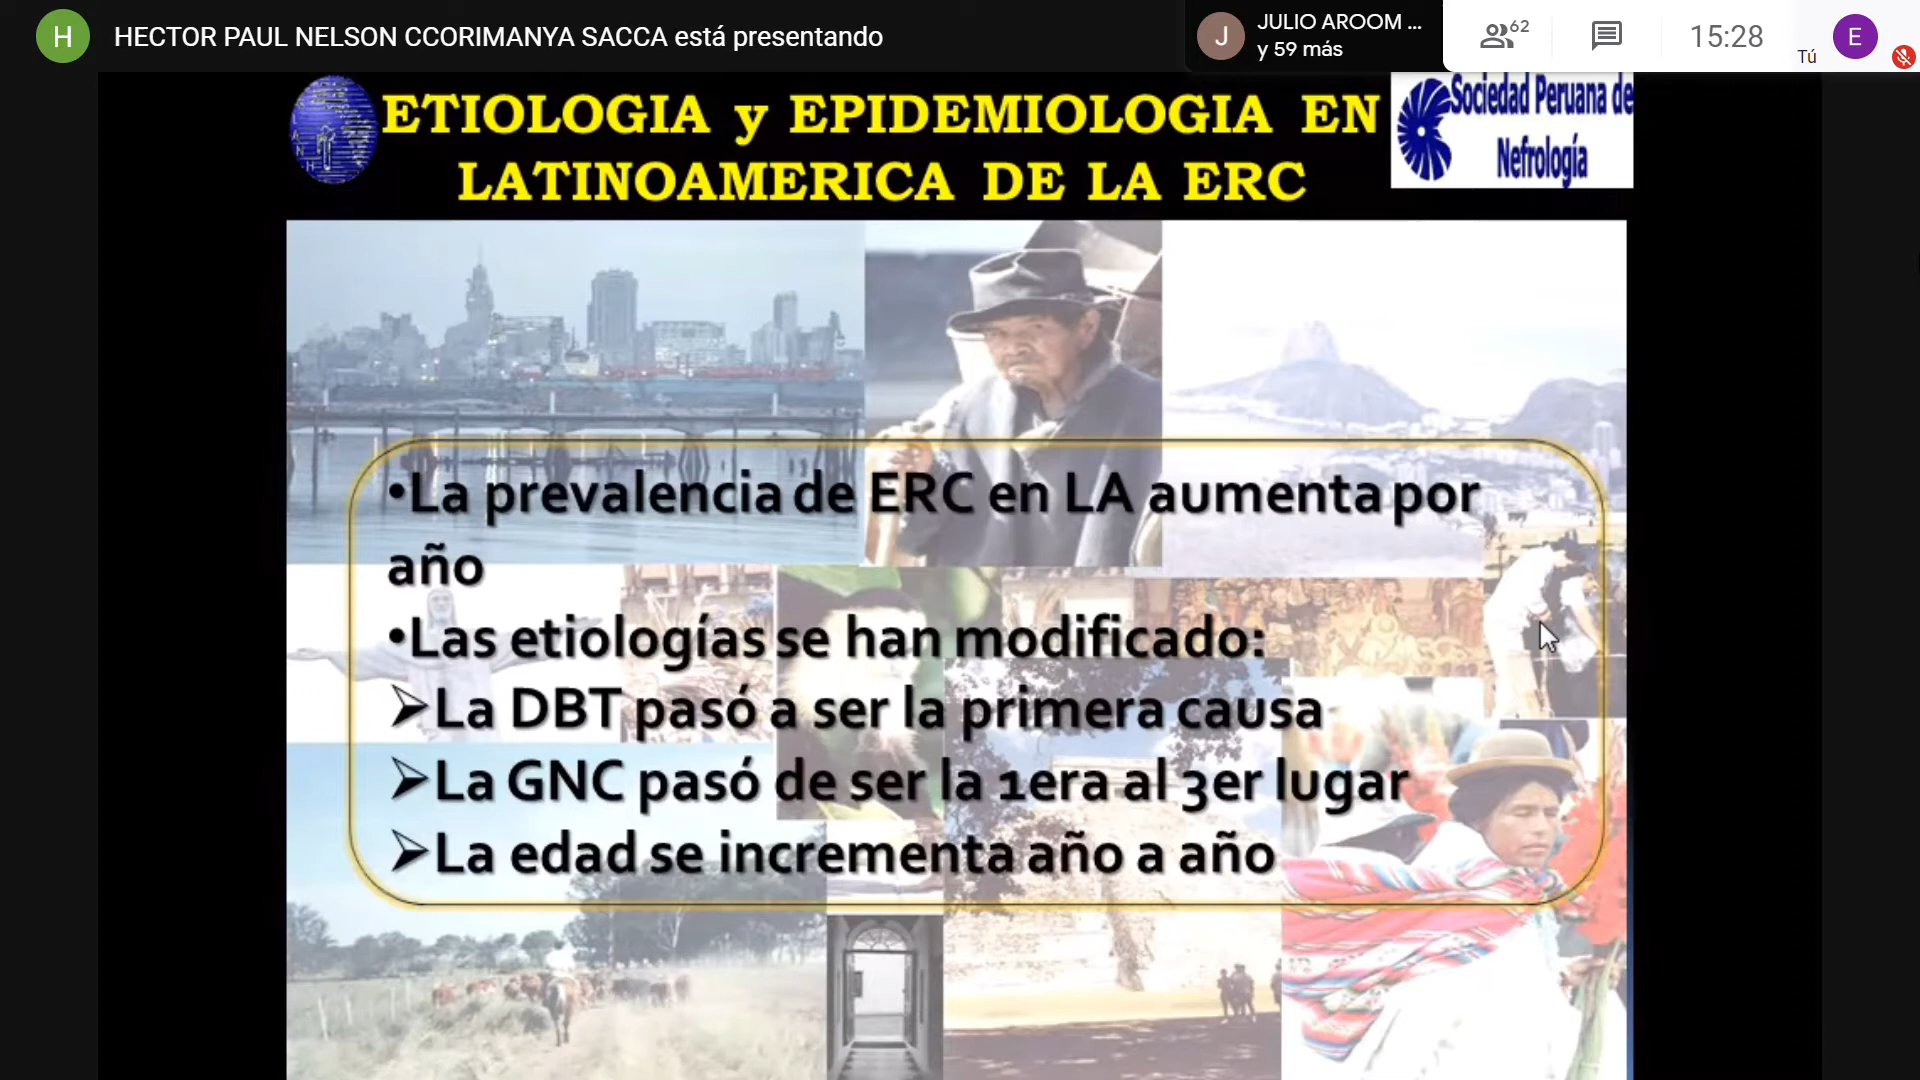 H HECTOR PAUL NELSON CCORIMANYA SACCA está presentando
J JULIO AROOM ...
y 59 más
62
15:28
Tú
E
ETIOLOGIA y EPIDEMIOLOGIA EN
LATINOAMERICA DE LA ERC
Sociedad Peruana de
Nefrología
•La prevalencia de ERC en LA aumenta por
año
•Las etiologías se han modificado:
➢La DBT pasó a ser la primera causa
➢La GNC pasó de ser la 1era al 3er lugar
➢La edad se incrementa año a año